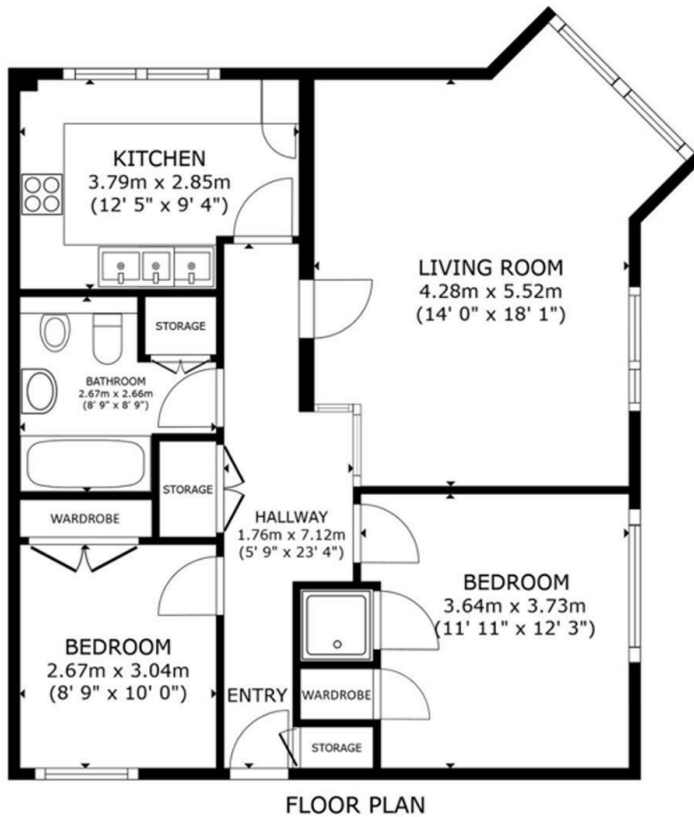 KITCHEN
3.79m x 2.85m
(12' 5" x 9' 4")
LIVING ROOM
4.28m x 5.52m
(14' 0" x 18' 1")
STORAGE
BATHROOM
2.67m x 2.66m
(8' 9" x 8' 9")
STORAGE
WARDROBE
HALLWAY
1.76m x 7.12m
(5' 9" x 23' 4")
BEDROOM
3.64m x 3.73m
(11' 11" x 12' 3")
BEDROOM
2.67m x 3.04m
(8' 9" x 10' 0")
ENTRY
WARDROBE
STORAGE
FLOOR PLAN